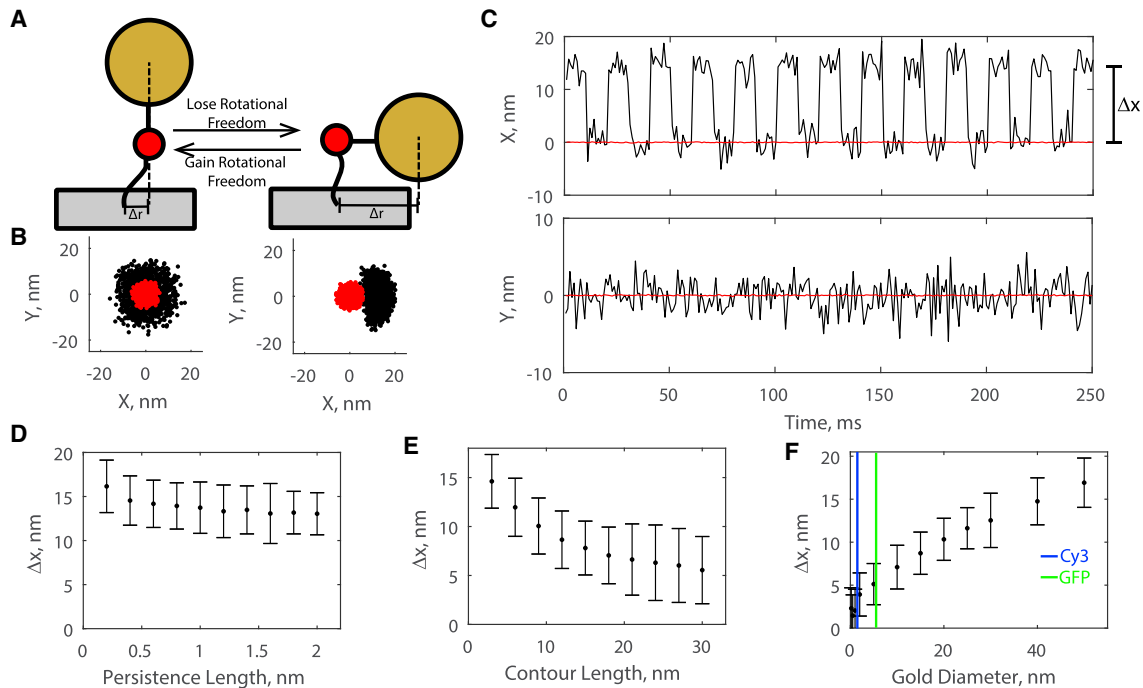 A
Lose Rotational
Freedom
Gain Rotational
Freedom
Δr
Δr
B
20
0
-20
Y, nm
-20 0 20
X, nm
20
0
-20
Y, nm
-20 0 20
X, nm
C
20
10
0
-10
X, nm
Δx
10
0
-10
Y, nm
0 50 100 150 200 250
Time, ms
D
20
15
10
5
0
Δx, nm
0 0.5 1 1.5 2
Persistence Length, nm
E
15
10
5
0
Δx, nm
0 10 20 30
Contour Length, nm
F
20
15
10
5
0
Δx, nm
Cy3
GFP
0 20 40
Gold Diameter, nm